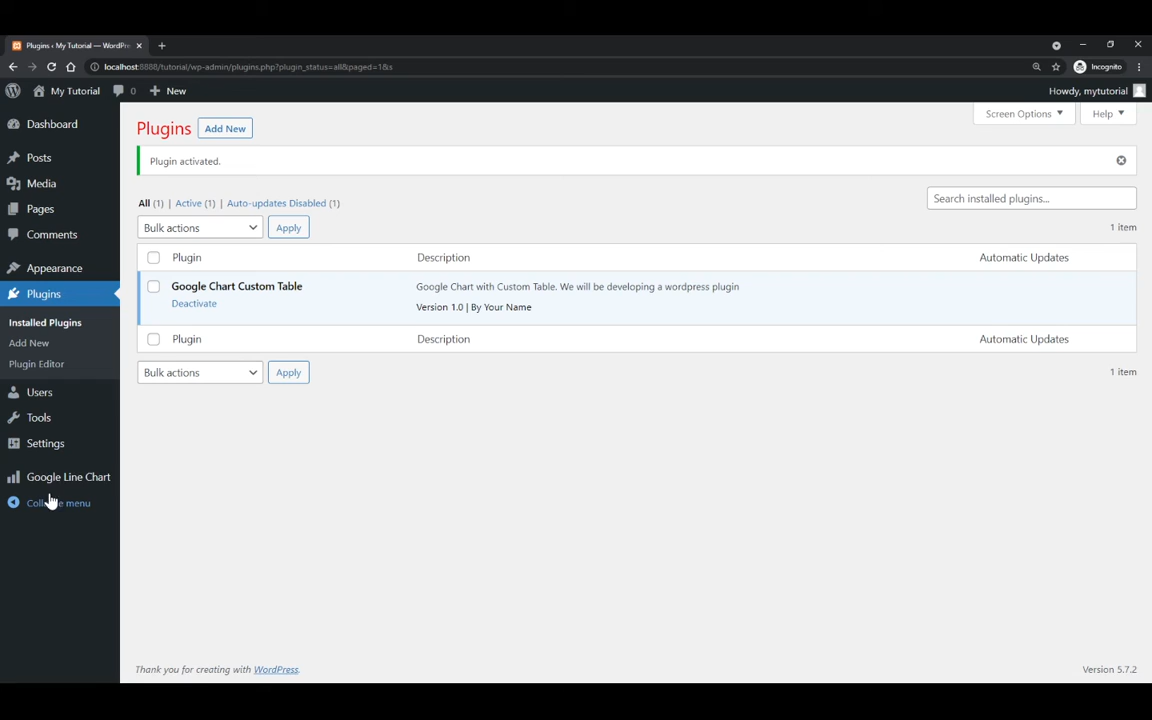 Plugins ‹ My Tutorial — WordPre
localhost:8888/tutorial/wp-admin/plugins.php?plugin_status=all&paged=1&s
Incognito
My Tutorial 0 New
Howdy, mytutorial
Dashboard
Posts
Media
Pages
Comments
Appearance
Plugins
Installed Plugins
Add New
Plugin Editor
Users
Tools
Settings
Google Line Chart
Collapse menu
Screen Options Help
Plugins Add New
Plugin activated.
All (1) | Active (1) | Auto-updates Disabled (1)
Search installed plugins...
Bulk actions Apply
1 item
Plugin Description Automatic Updates
Google Chart Custom Table Google Chart with Custom Table. We will be developing a wordpress plugin
Deactivate Version 1.0 | By Your Name
Plugin Description Automatic Updates
Bulk actions Apply
1 item
Thank you for creating with WordPress.
Version 5.7.2